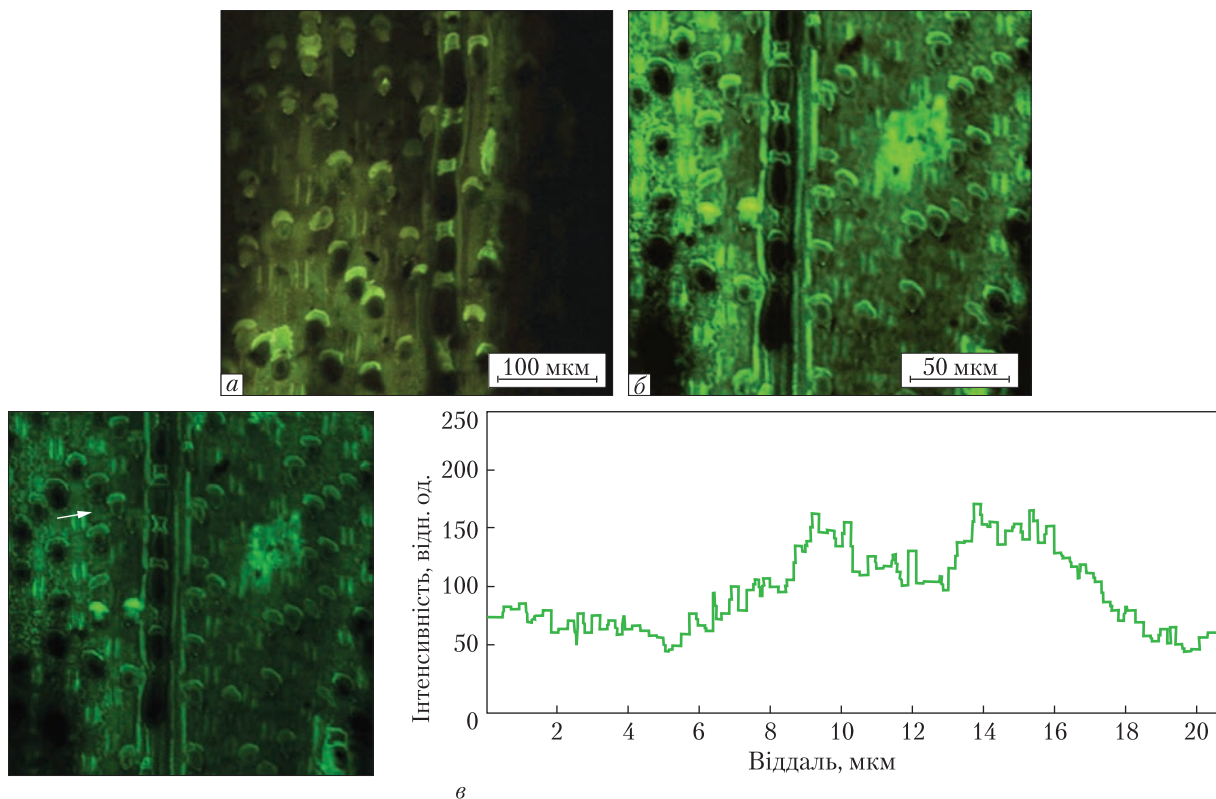 а
100 мкм
б
50 мкм
Інтенсивність, відн. од.
250
200
150
100
50
0
2 4 6 8 10 12 14 16 18 20
Віддаль, мкм
в